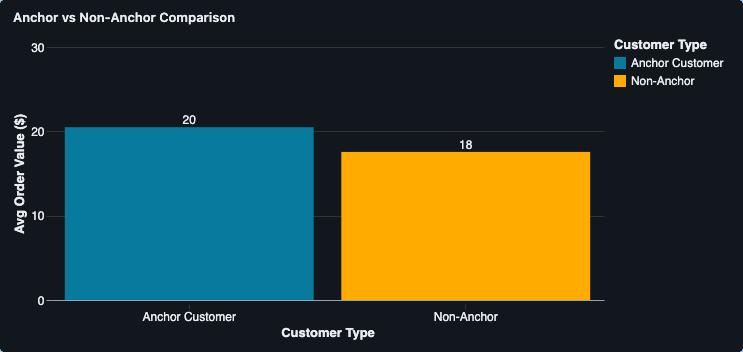 Anchor vs Non-Anchor Comparison
Customer Type
Anchor Customer
Non-Anchor
Avg Order Value ($)
30
20
10
0
20
18
Anchor Customer
Non-Anchor
Customer Type